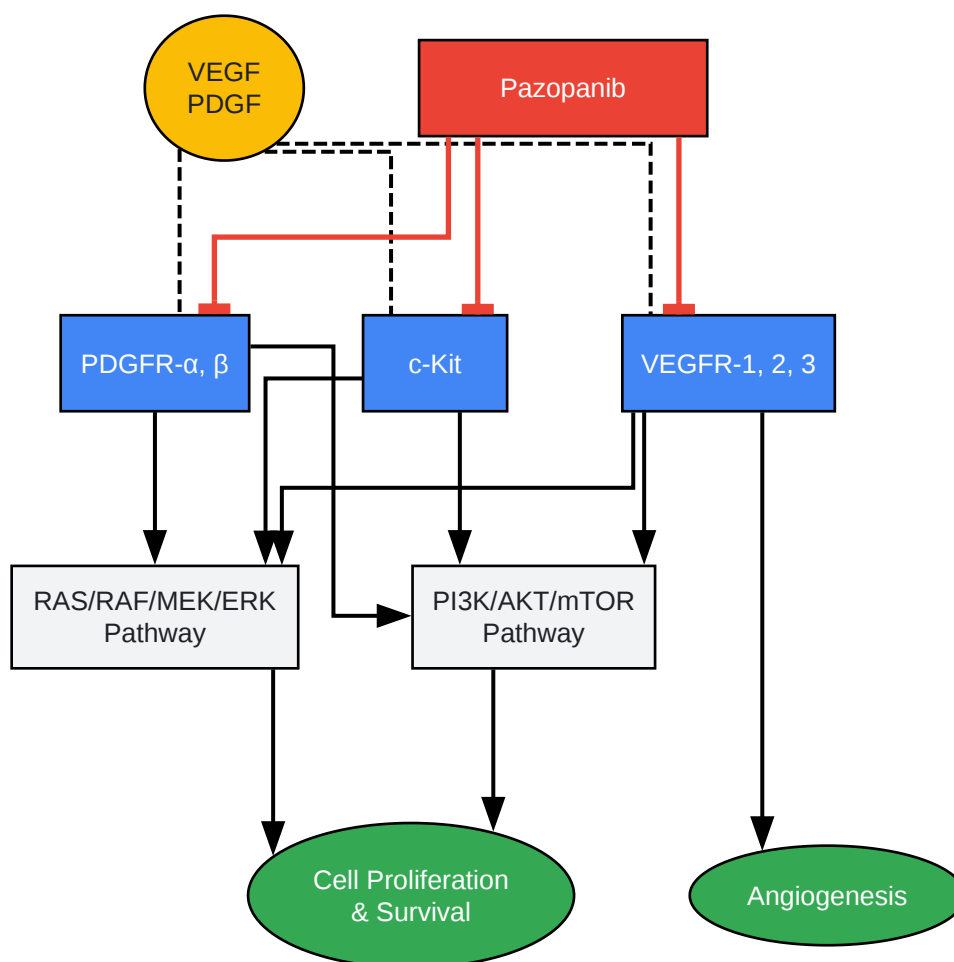 VEGF
PDGF
Pazopanib
PDGFR-α, β
c-Kit
VEGFR-1, 2, 3
RAS/RAF/MEK/ERK
Pathway
PI3K/AKT/mTOR
Pathway
Cell Proliferation
& Survival
Angiogenesis